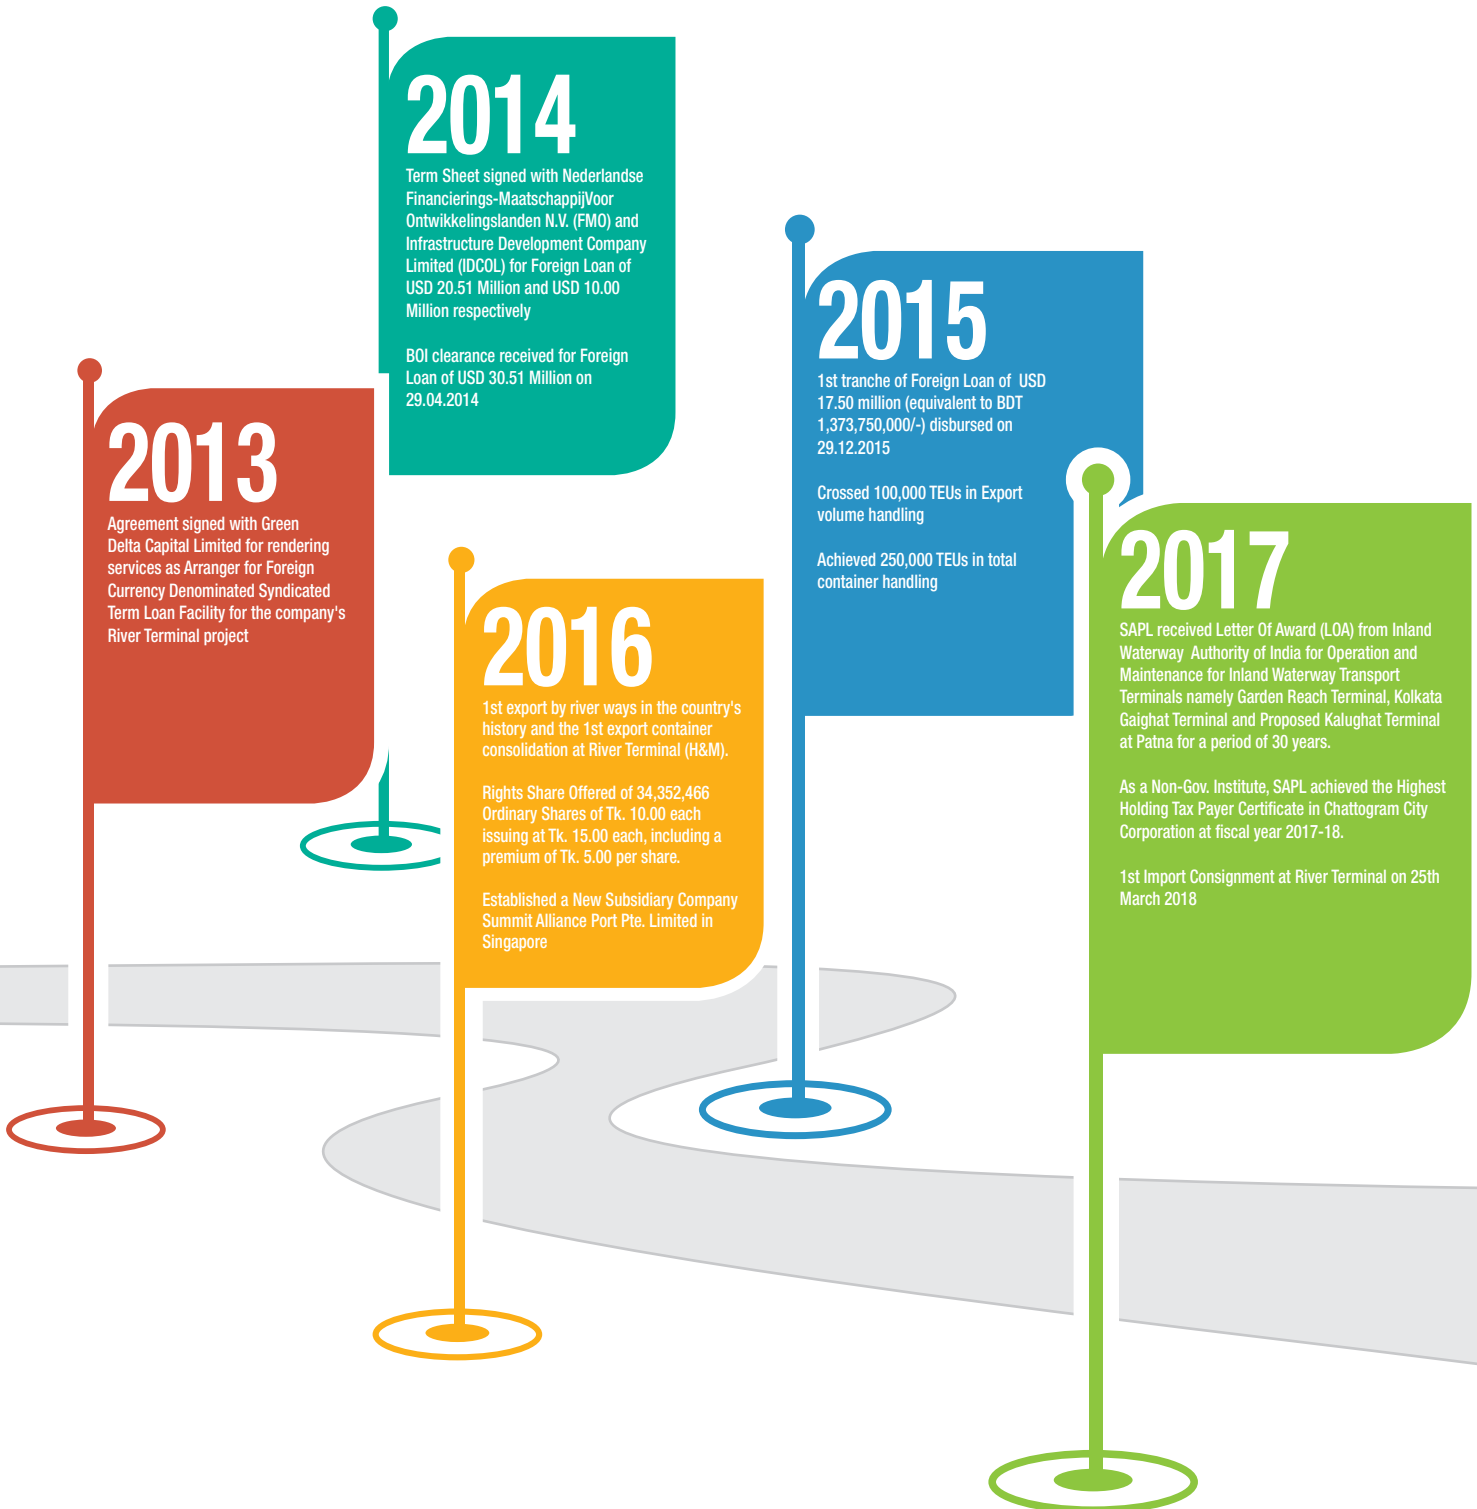 2013
Agreement signed with Green
Delta Capital Limited for rendering
services as Arranger for Foreign
Currency Denominated Syndicated
Term Loan Facility for the company's
River Terminal project
2014
Term Sheet signed with Nederlandse
Financierings-MaatschappijVoor
Ontwikkelingslanden N.V. (FMO) and
Infrastructure Development Company
Limited (IDCOL) for Foreign Loan of
USD 20.51 Million and USD 10.00
Million respectively
BOI clearance received for Foreign
Loan of USD 30.51 Million on
29.04.2014
2015
1st tranche of Foreign Loan of  USD
17.50 million (equivalent to BDT
1,373,750,000/-) disbursed on
29.12.2015
Crossed 100,000 TEUs in Export
volume handling
Achieved 250,000 TEUs in total
container handling
2016
1st export by river ways in the country's
history and the 1st export container
consolidation at River Terminal (H&M).
Rights Share Offered of 34,352,466
Ordinary Shares of Tk. 10.00 each
issuing at Tk. 15.00 each, including a
premium of Tk. 5.00 per share.
Established a New Subsidiary Company
Summit Alliance Port Pte. Limited in
Singapore
2017
SAPL received Letter Of Award (LOA) from Inland
Waterway  Authority of India for Operation and
Maintenance for Inland Waterway Transport
Terminals namely Garden Reach Terminal, Kolkata
Gaighat Terminal and Proposed Kalughat Terminal
at Patna for a period of 30 years.
As a Non-Gov. Institute, SAPL achieved the Highest
Holding Tax Payer Certificate in Chattogram City
Corporation at fiscal year 2017-18.
1st Import Consignment at River Terminal on 25th
March 2018